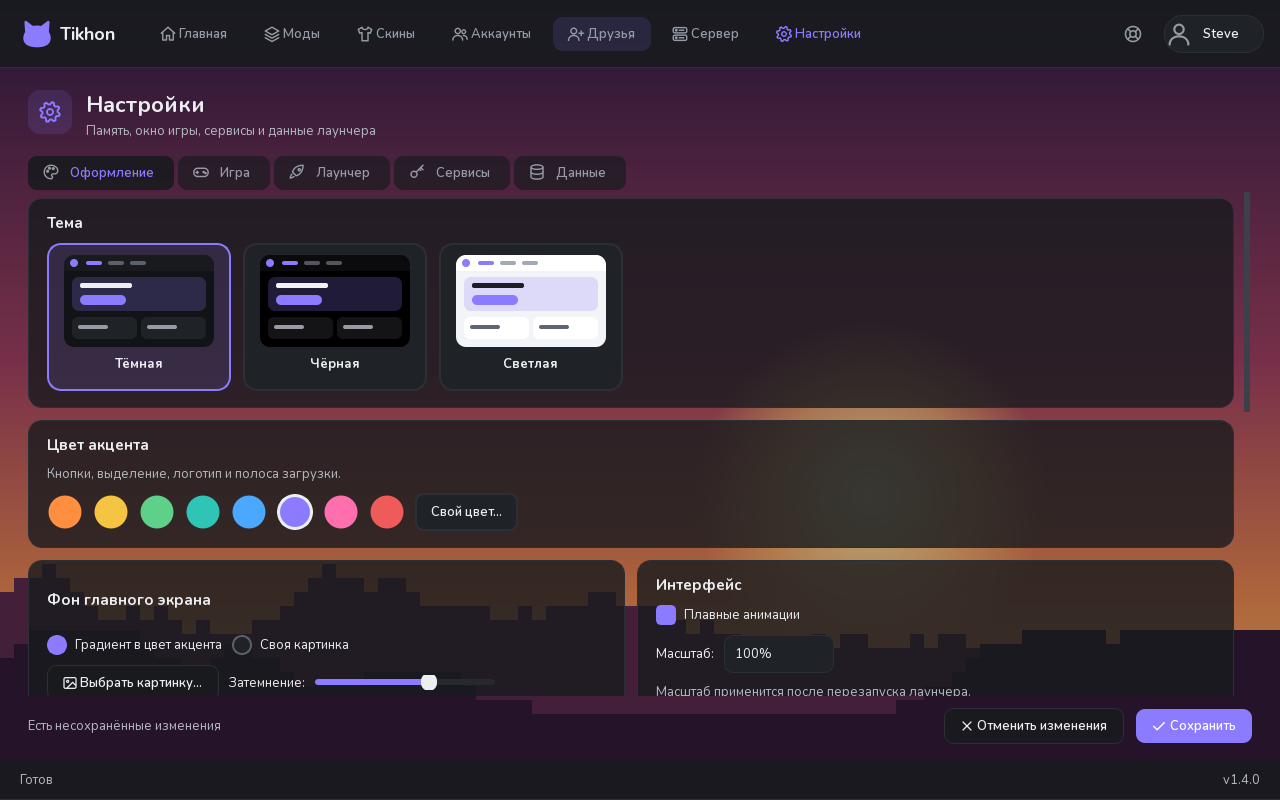 Tikhon
Главная
Моды
Скины
Аккаунты
Друзья
Сервер
Настройки
Steve
Настройки
Память, окно игры, сервисы и данные лаунчера
Оформление
Игра
Лаунчер
Сервисы
Данные
Тема
Тёмная
Чёрная
Светлая
Цвет акцента
Кнопки, выделение, логотип и полоса загрузки.
Свой цвет...
Фон главного экрана
Градиент в цвет акцента
Своя картинка
Выбрать картинку...
Затемнение:
Интерфейс
Плавные анимации
Масштаб:
100%
Масштаб применится после перезапуска лаунчера.
Есть несохранённые изменения
Отменить изменения
Сохранить
Готов
v1.4.0